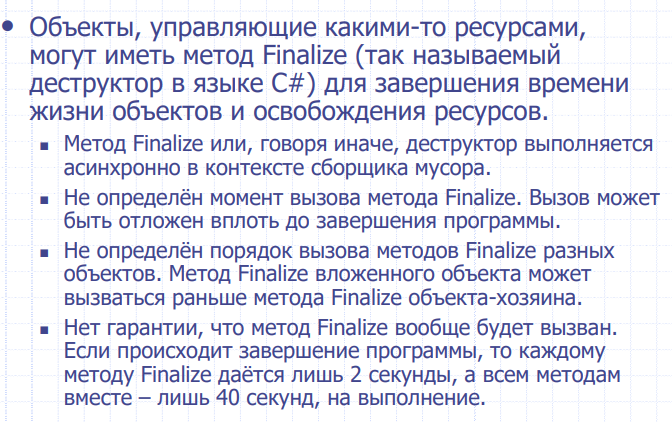 • Объекты, управляющие какими-то ресурсами,
могут иметь метод Finalize (так называемый
деструктор в языке C#) для завершения времени
жизни объектов и освобождения ресурсов.
▪ Метод Finalize или, говоря иначе, деструктор выполняется
асинхронно в контексте сборщика мусора.
▪ Не определён момент вызова метода Finalize. Вызов может
быть отложен вплоть до завершения программы.
▪ Не определён порядок вызова методов Finalize разных
объектов. Метод Finalize вложенного объекта может
вызваться раньше метода Finalize объекта-хозяина.
▪ Нет гарантии, что метод Finalize вообще будет вызван.
Если происходит завершение программы, то каждому
методу Finalize даётся лишь 2 секунды, а всем методам
вместе – лишь 40 секунд, на выполнение.